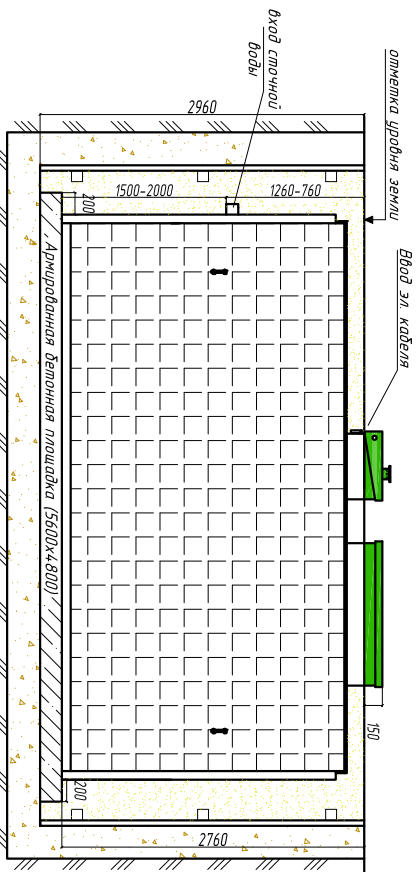 вход сточной
воды
отметка уровня земли
Ввод эл. кабеля
2960
1500-2000
1260-760
200
Армированная бетонная площадка (5600х4800)
150
200
2760